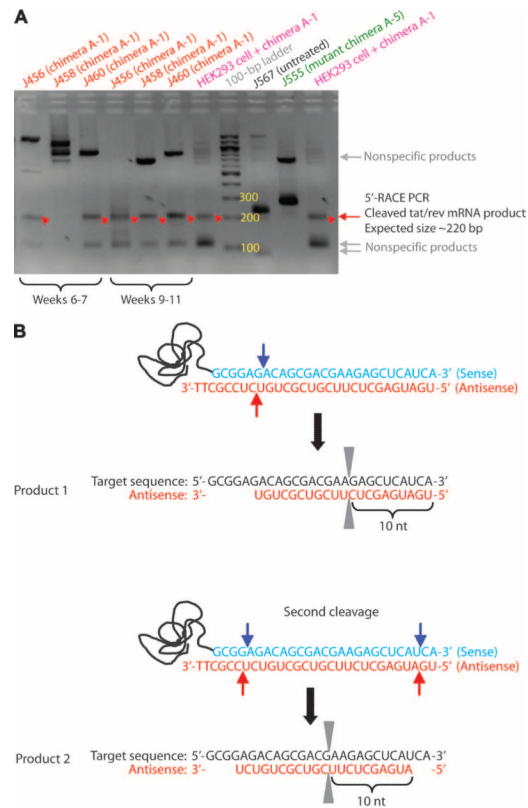 A
J456 (chimera A-1)
J458 (chimera A-1)
J460 (chimera A-1)
J456 (chimera A-1)
J458 (chimera A-1)
J460 (chimera A-1)
HEK293 cell + chimera A-1
100-bp ladder
J567 (untreated)
J555 (mutant chimera A-5)
HEK293 cell + chimera A-1
Nonspecific products
300
200
100
5′-RACE PCR
Cleaved tat/rev mRNA product
Expected size ~220 bp
Nonspecific products
Weeks 6-7
Weeks 9-11
B
GCGGAGACAGCGACGAAGAGCUCAUCA-3′ (Sense)
3′-TTCGCCUCUGUCGCUGCUUCUCGAGUAGU-5′ (Antisense)
Product 1
Target sequence: 5′-GCGGAGACAGCGACGAAGAGCUCAUCA-3′
Antisense: 3′- UGUCGCUGCUUCUCGAGUAGU-5′
10 nt
Second cleavage
GCGGAGACAGCGACGAAGAGCUCAUCA-3′ (Sense)
3′-TTCGCCUCUGUCGCUGCUUCUCGAGUAGU-5′ (Antisense)
Product 2
Target sequence: 5′-GCGGAGACAGCGACGAAGAGCUCAUCA-3′
Antisense: 3′- UCUGUCGCUGCUUCUCGAGUA -5′
10 nt